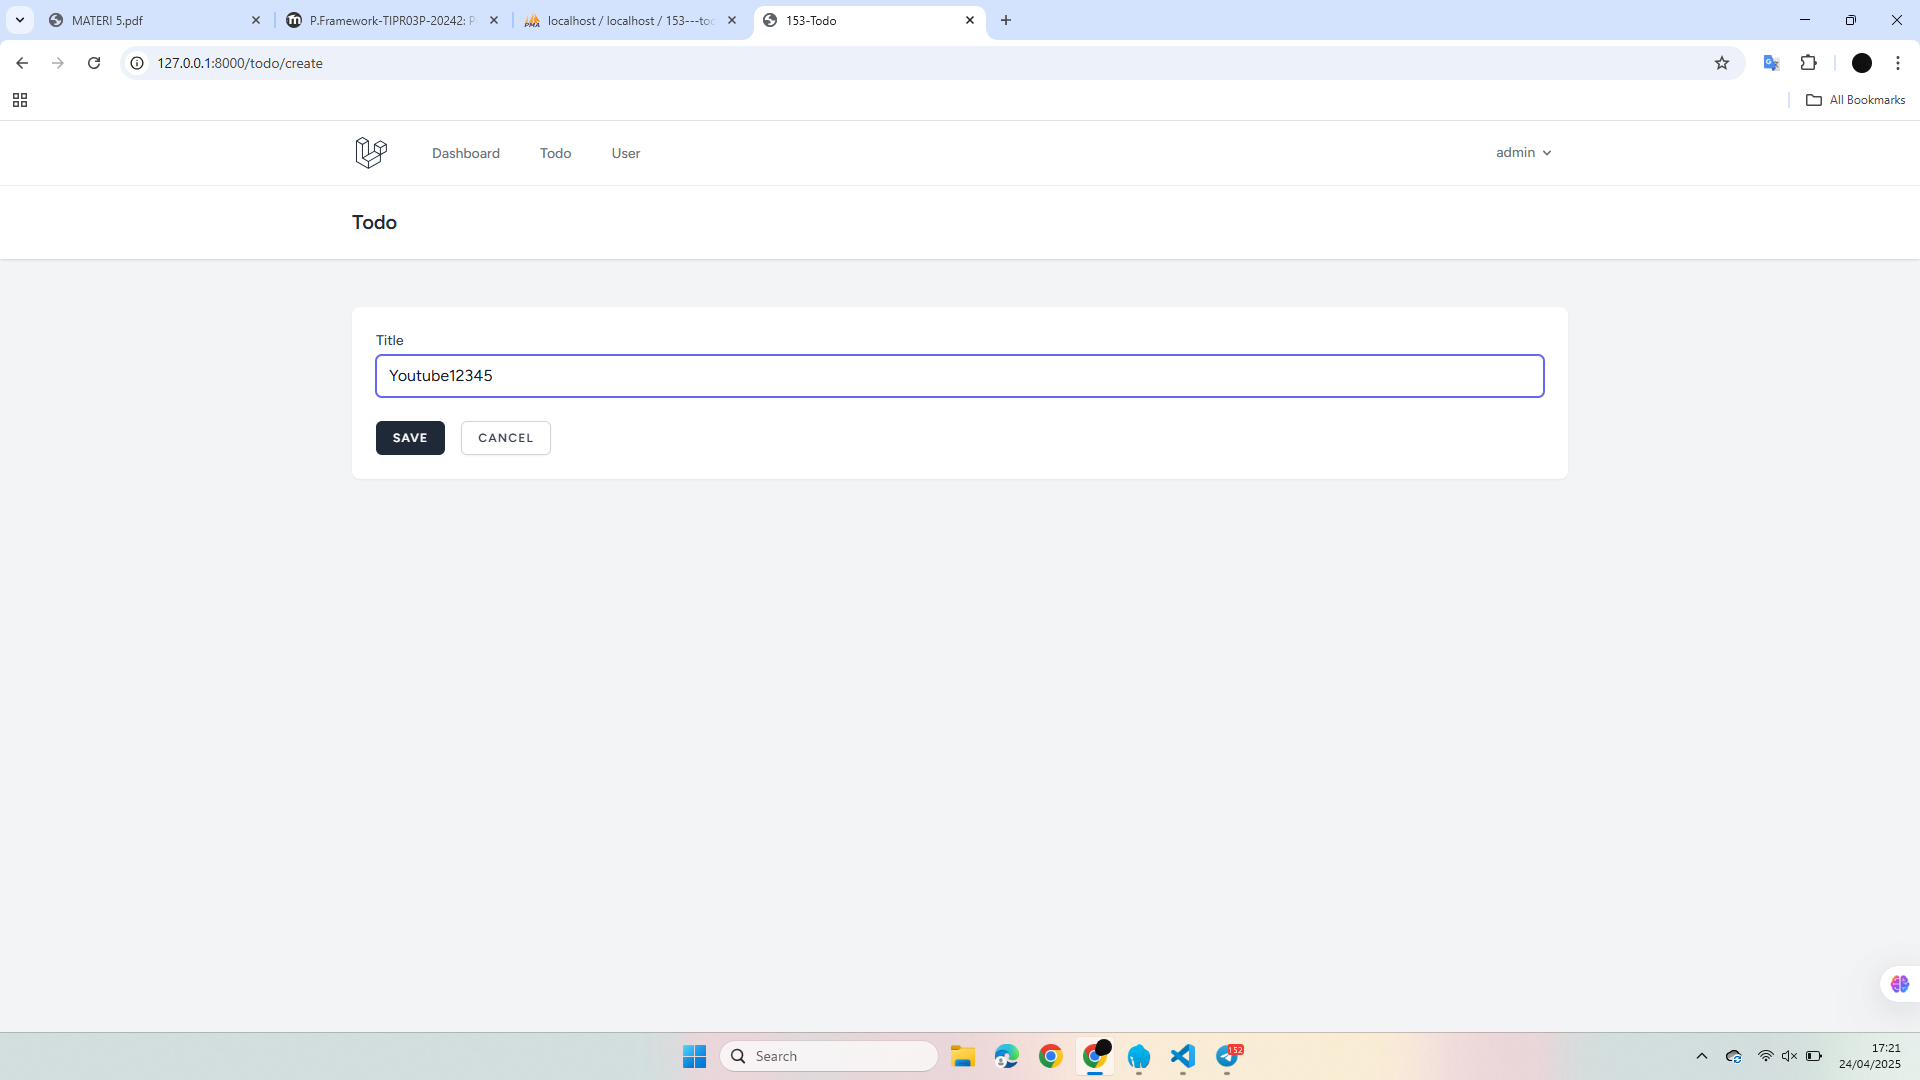 MATERI 5.pdf
P.Framework-TIPR03P-20242: P
localhost / localhost / 153---too
153-Todo
127.0.0.1:8000/todo/create
All Bookmarks
Dashboard
Todo
User
admin
Todo
Title
Youtube12345
SAVE
CANCEL
Search
152
17:21
24/04/2025